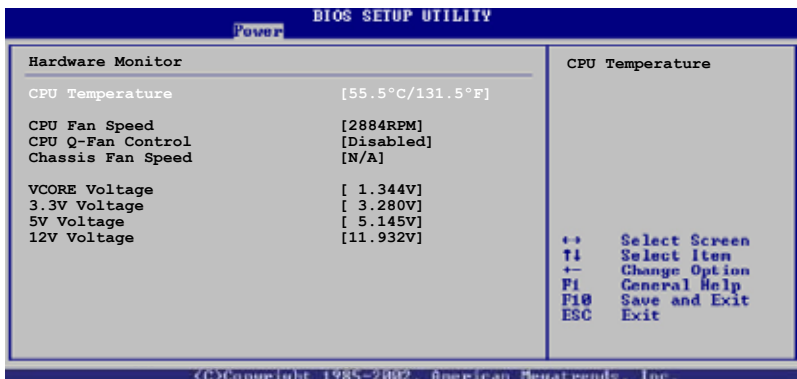 BIOS SETUP UTILITY
Power
Hardware Monitor
CPU Temperature [55.5°C/131.5°F]
CPU Fan Speed [2884RPM]
CPU Q-Fan Control [Disabled]
Chassis Fan Speed [N/A]
VCORE Voltage [ 1.344V]
3.3V Voltage [ 3.280V]
5V Voltage [ 5.145V]
12V Voltage [11.932V]
CPU Temperature
←→ Select Screen
↑↓ Select Item
+- Change Option
F1 General Help
F10 Save and Exit
ESC Exit
(C)Copyright 1985-2002, American Megatrends, Inc.